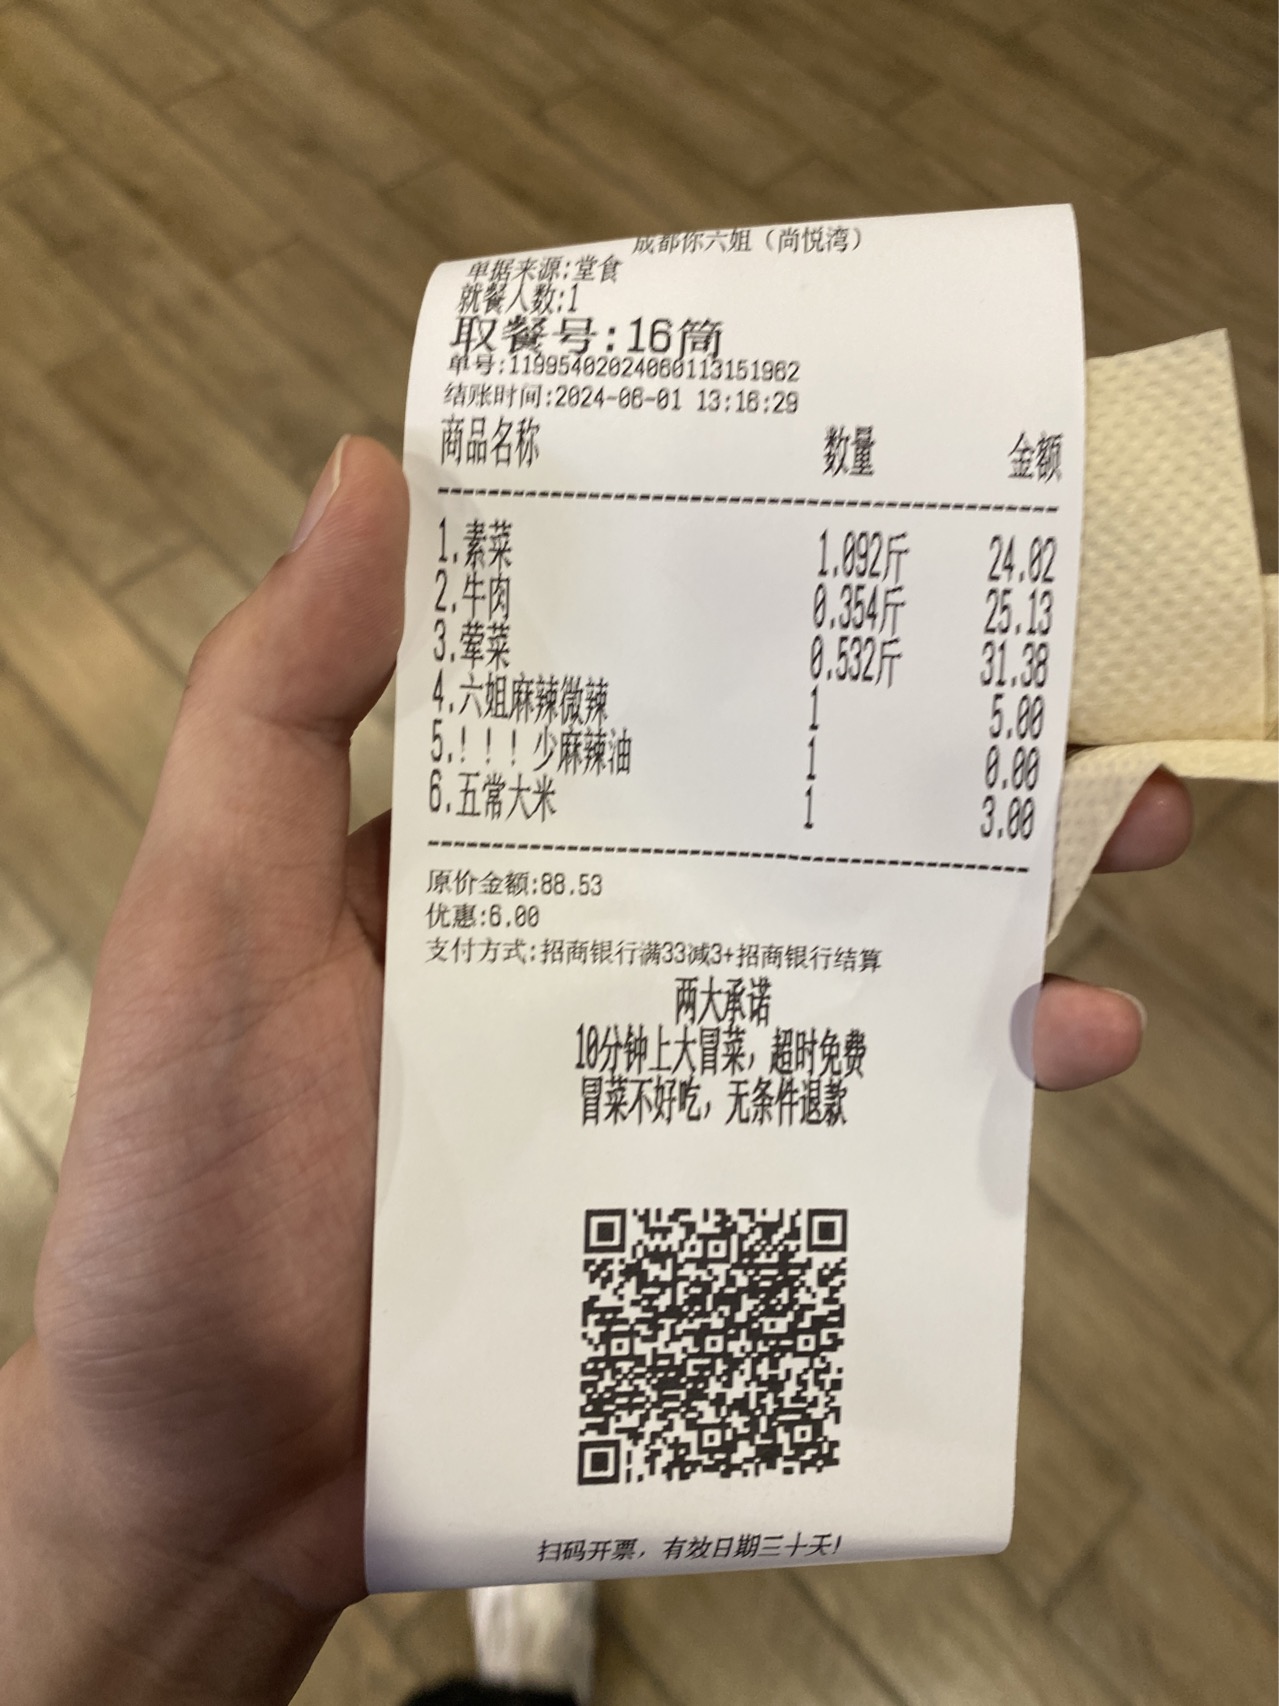 成都你六姐（尚悦湾）
单据来源:堂食
就餐人数:1
取餐号:16筒
单号:11995402024060113151962
结账时间:2024-06-01 13:16:29
商品名称 数量 金额
1.素菜 1.092斤 24.02
2.牛肉 0.354斤 25.13
3.荤菜 0.532斤 31.38
4.六姐麻辣微辣 1 5.00
5.！！！少麻辣油 1 0.00
6.五常大米 1 3.00
原价金额:88.53
优惠:6.00
支付方式:招商银行满33减3+招商银行结算
两大承诺
10分钟上大冒菜，超时免费
冒菜不好吃，无条件退款
扫码开票，有效日期三十天!